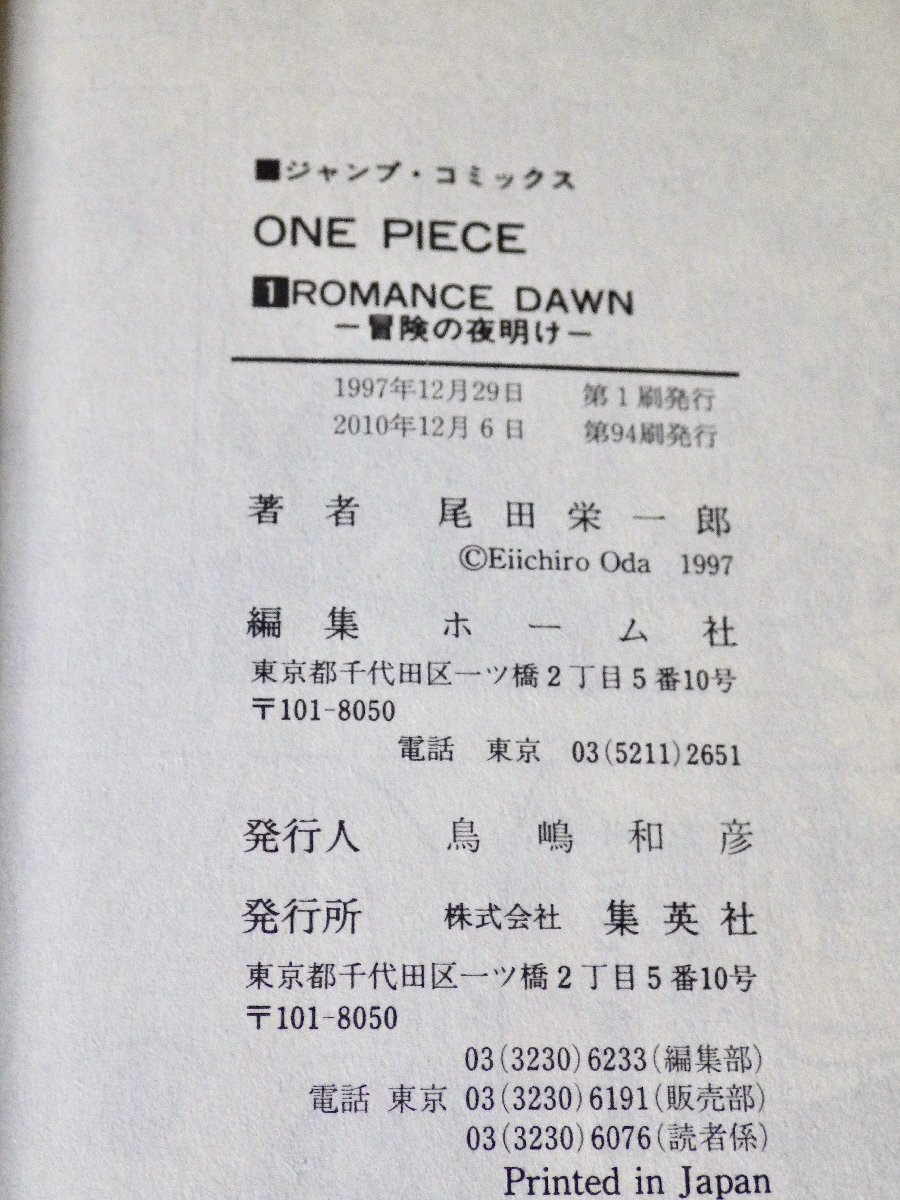 ■ジャンプ・コミックス
ONE PIECE
1 ROMANCE DAWN
―冒険の夜明け―
1997年12月29日 第1刷発行
2010年12月6日 第94刷発行
著者 尾田栄一郎
©Eiichiro Oda 1997
編集 ホーム社
東京都千代田区一ツ橋2丁目5番10号
〒101-8050
電話 東京 03(5211)2651
発行人 鳥嶋和彦
発行所 株式会社 集英社
東京都千代田区一ツ橋2丁目5番10号
〒101-8050
03(3230)6233(編集部)
電話 東京 03(3230)6191(販売部)
03(3230)6076(読者係)
Printed in Japan